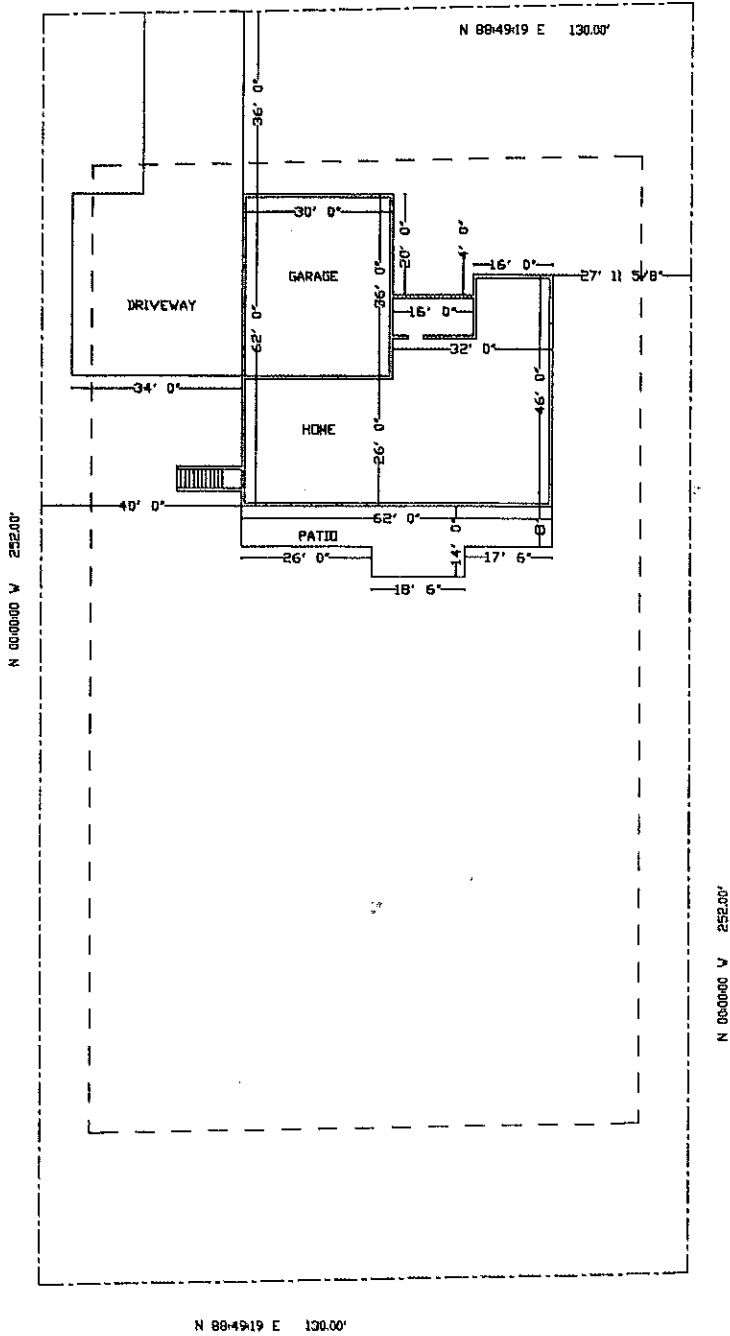 N 88:49:19 E 130.00'
36' 0"
30' 0"
20' 0"
4' 0"
16' 0"
27' 11 5/8"
GARAGE
36' 0"
DRIVEWAY
62' 0"
16' 0"
32' 0"
34' 0"
46' 0"
HOME
26' 0"
40' 0"
62' 0"
PATIO
8' 0"
14' 0"
26' 0"
17' 6"
18' 6"
N 00:00:00 W 252.00'
N 00:00:00 W 252.00'
N 88:49:19 E 130.00'